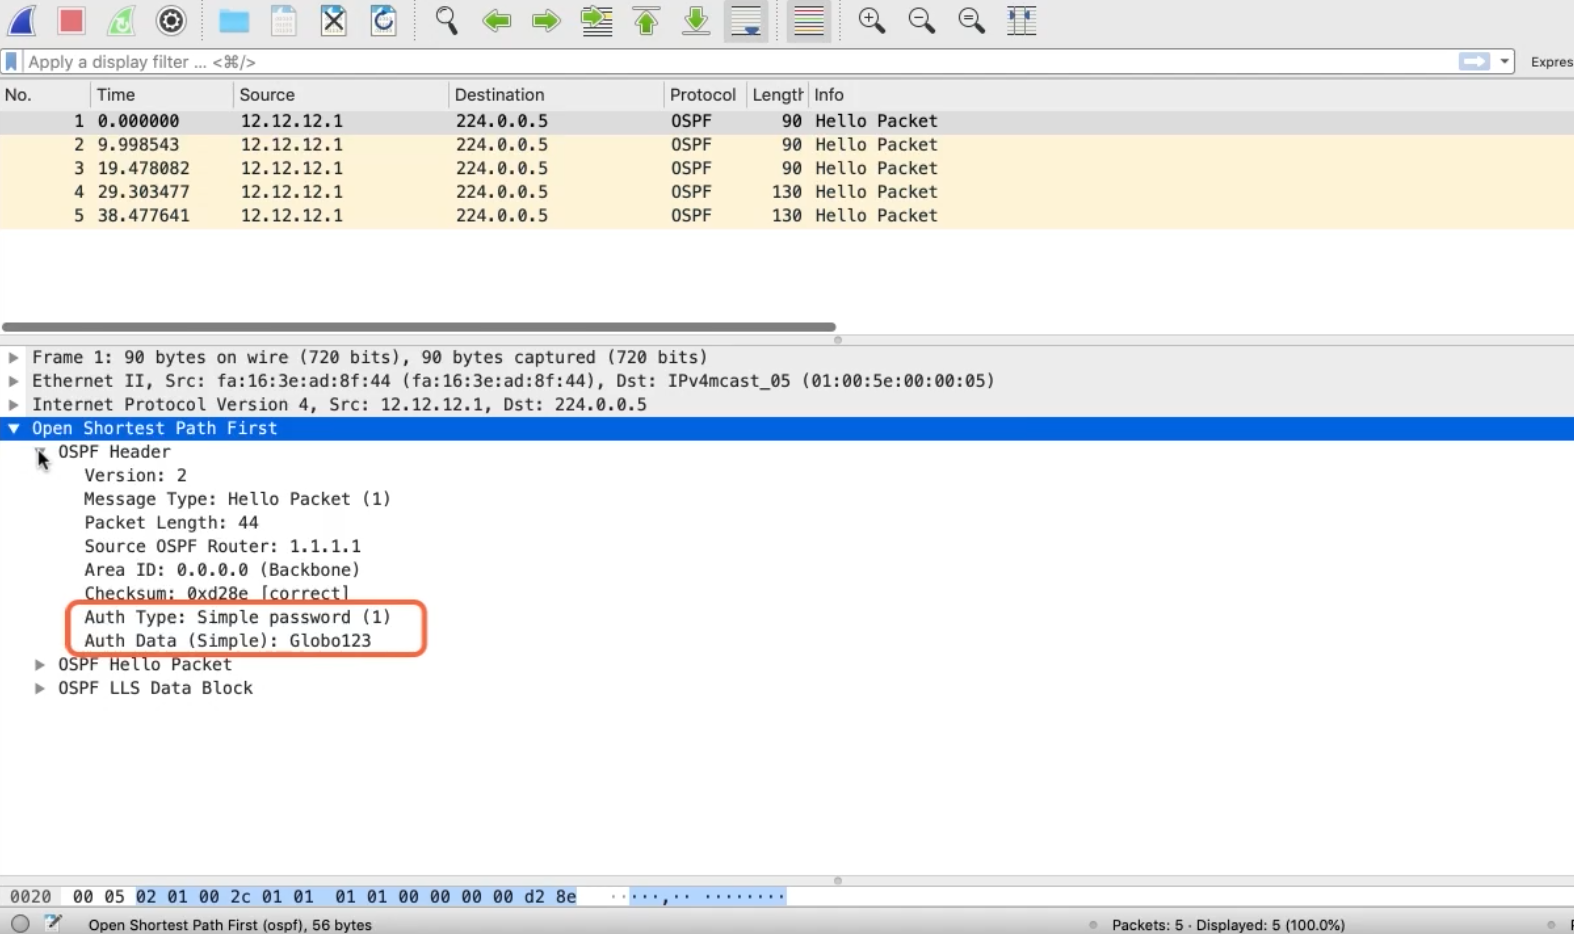 Apply a display filter ... <⌘/>
Expres
No. Time Source Destination Protocol Length Info
1 0.000000 12.12.12.1 224.0.0.5 OSPF 90 Hello Packet
2 9.998543 12.12.12.1 224.0.0.5 OSPF 90 Hello Packet
3 19.478082 12.12.12.1 224.0.0.5 OSPF 90 Hello Packet
4 29.303477 12.12.12.1 224.0.0.5 OSPF 130 Hello Packet
5 38.477641 12.12.12.1 224.0.0.5 OSPF 130 Hello Packet
Frame 1: 90 bytes on wire (720 bits), 90 bytes captured (720 bits)
Ethernet II, Src: fa:16:3e:ad:8f:44 (fa:16:3e:ad:8f:44), Dst: IPv4mcast_05 (01:00:5e:00:00:05)
Internet Protocol Version 4, Src: 12.12.12.1, Dst: 224.0.0.5
Open Shortest Path First
OSPF Header
Version: 2
Message Type: Hello Packet (1)
Packet Length: 44
Source OSPF Router: 1.1.1.1
Area ID: 0.0.0.0 (Backbone)
Checksum: 0xd28e [correct]
Auth Type: Simple password (1)
Auth Data (Simple): Globo123
OSPF Hello Packet
OSPF LLS Data Block
0020 00 05 02 01 00 2c 01 01 01 01 00 00 00 00 d2 8e ·····,·· ········
Open Shortest Path First (ospf), 56 bytes
Packets: 5 · Displayed: 5 (100.0%)